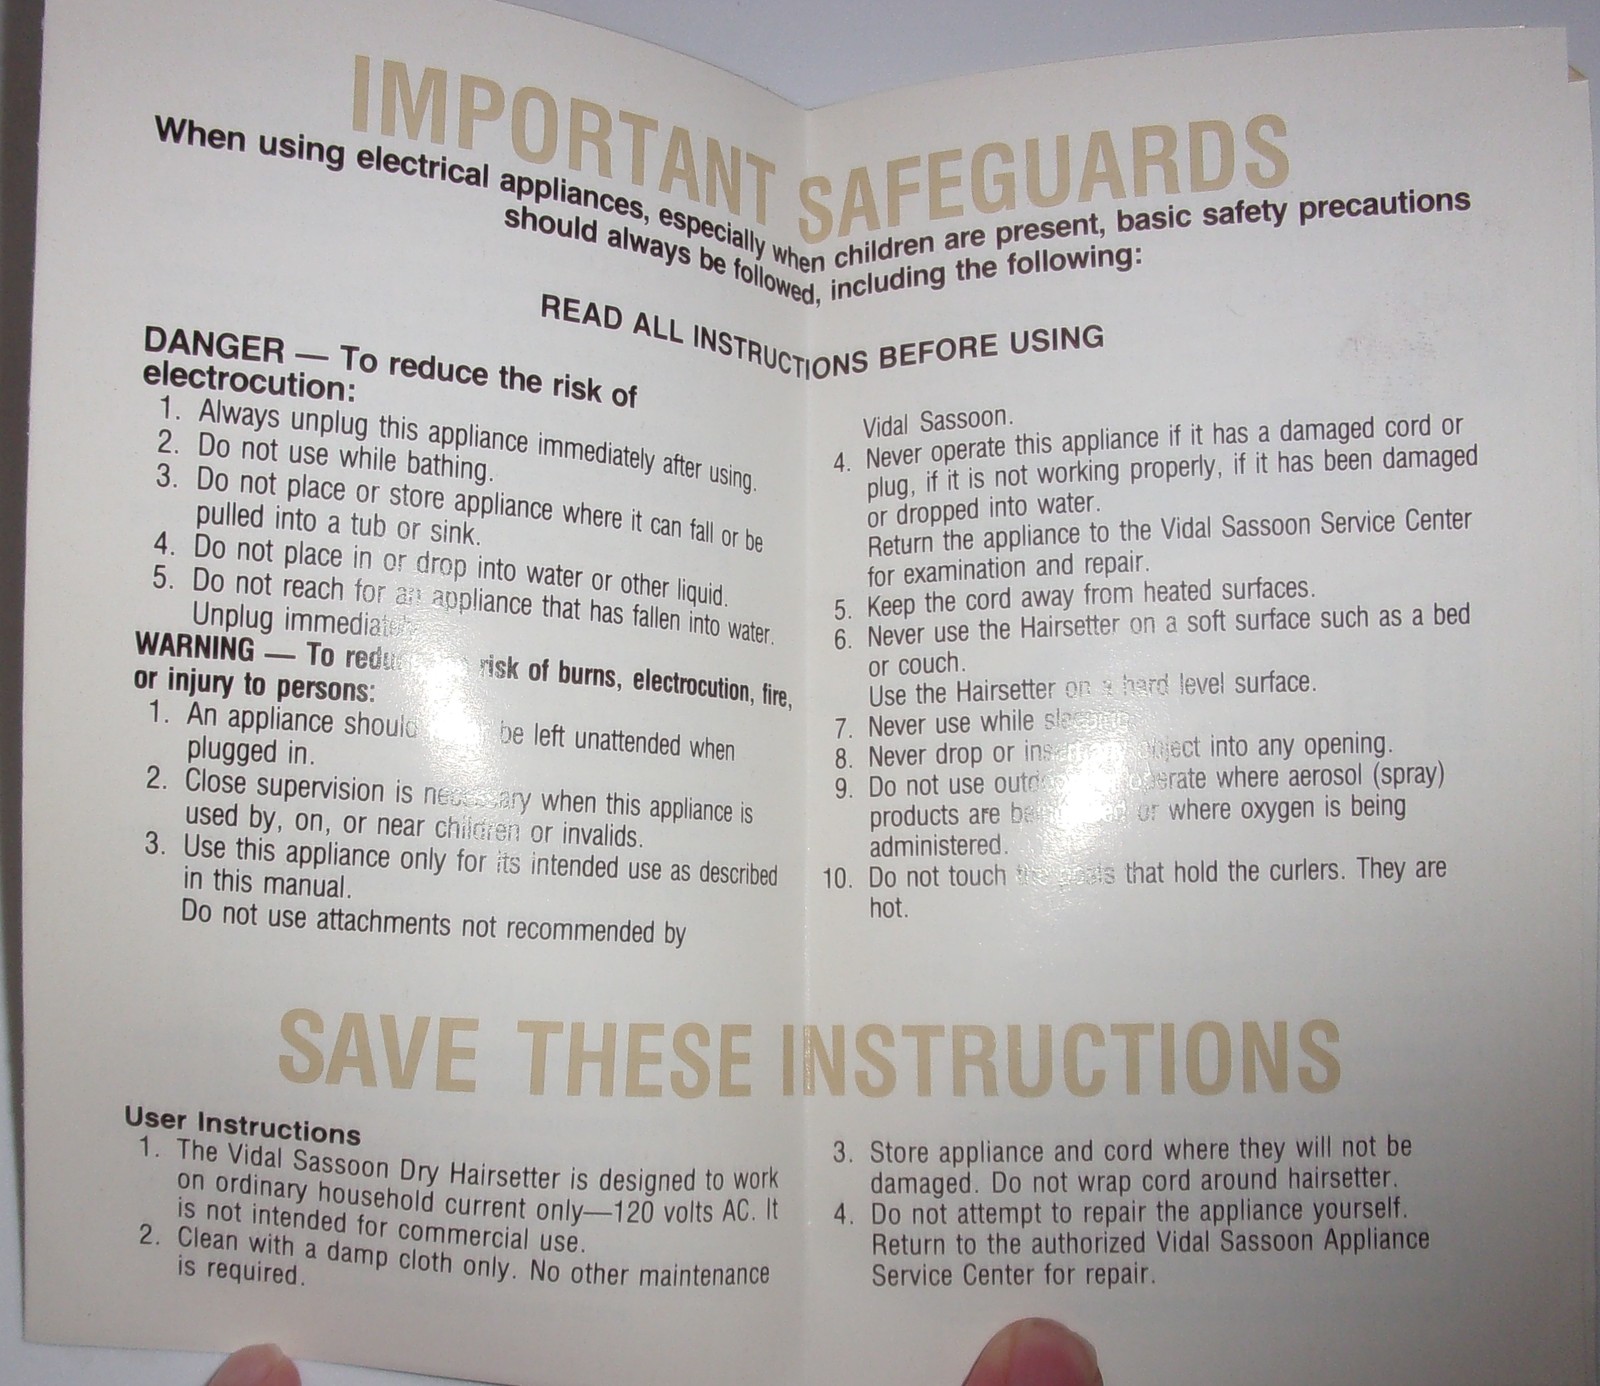 IMPORTANT SAFEGUARDS
When using electrical appliances, especially when children are present, basic safety precautions
should always be followed, including the following:
READ ALL INSTRUCTIONS BEFORE USING
DANGER — To reduce the risk of
electrocution:
1. Always unplug this appliance immediately after using.
2. Do not use while bathing.
3. Do not place or store appliance where it can fall or be
pulled into a tub or sink.
4. Do not place in or drop into water or other liquid.
5. Do not reach for an appliance that has fallen into water.
Unplug immediately
WARNING — To reduce risk of burns, electrocution, fire,
or injury to persons:
1. An appliance should be left unattended when
plugged in.
2. Close supervision is necessary when this appliance is
used by, on, or near children or invalids.
3. Use this appliance only for its intended use as described
in this manual.
Do not use attachments not recommended by
Vidal Sassoon.
4. Never operate this appliance if it has a damaged cord or
plug, if it is not working properly, if it has been damaged
or dropped into water.
Return the appliance to the Vidal Sassoon Service Center
for examination and repair.
5. Keep the cord away from heated surfaces.
6. Never use the Hairsetter on a soft surface such as a bed
or couch.
Use the Hairsetter on a hard level surface.
7. Never use while sleeping.
8. Never drop or insert any object into any opening.
9. Do not use operate where aerosol (spray)
products are being used or where oxygen is being
administered.
10. Do not touch the posts that hold the curlers. They are
hot.
SAVE THESE INSTRUCTIONS
User Instructions
1. The Vidal Sassoon Dry Hairsetter is designed to work
on ordinary household current only—120 volts AC. It
is not intended for commercial use.
2. Clean with a damp cloth only. No other maintenance
is required.
3. Store appliance and cord where they will not be
damaged. Do not wrap cord around hairsetter.
4. Do not attempt to repair the appliance yourself.
Return to the authorized Vidal Sassoon Appliance
Service Center for repair.